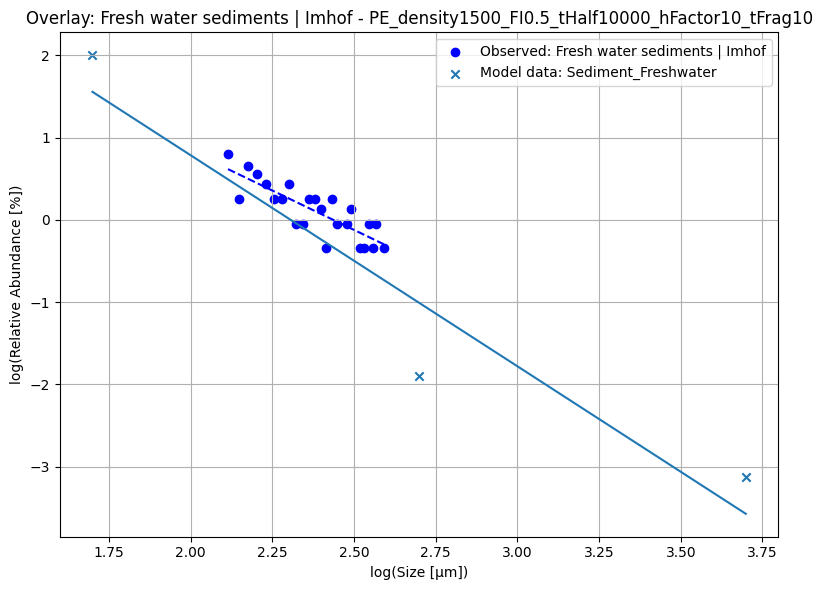 Overlay: Fresh water sediments | Imhof - PE_density1500_FI0.5_tHalf10000_hFactor10_tFrag10
Observed: Fresh water sediments | Imhof
Model data: Sediment_Freshwater
log(Relative Abundance [%])
2
1
0
−1
−2
−3
1.75 2.00 2.25 2.50 2.75 3.00 3.25 3.50 3.75
log(Size [µm])